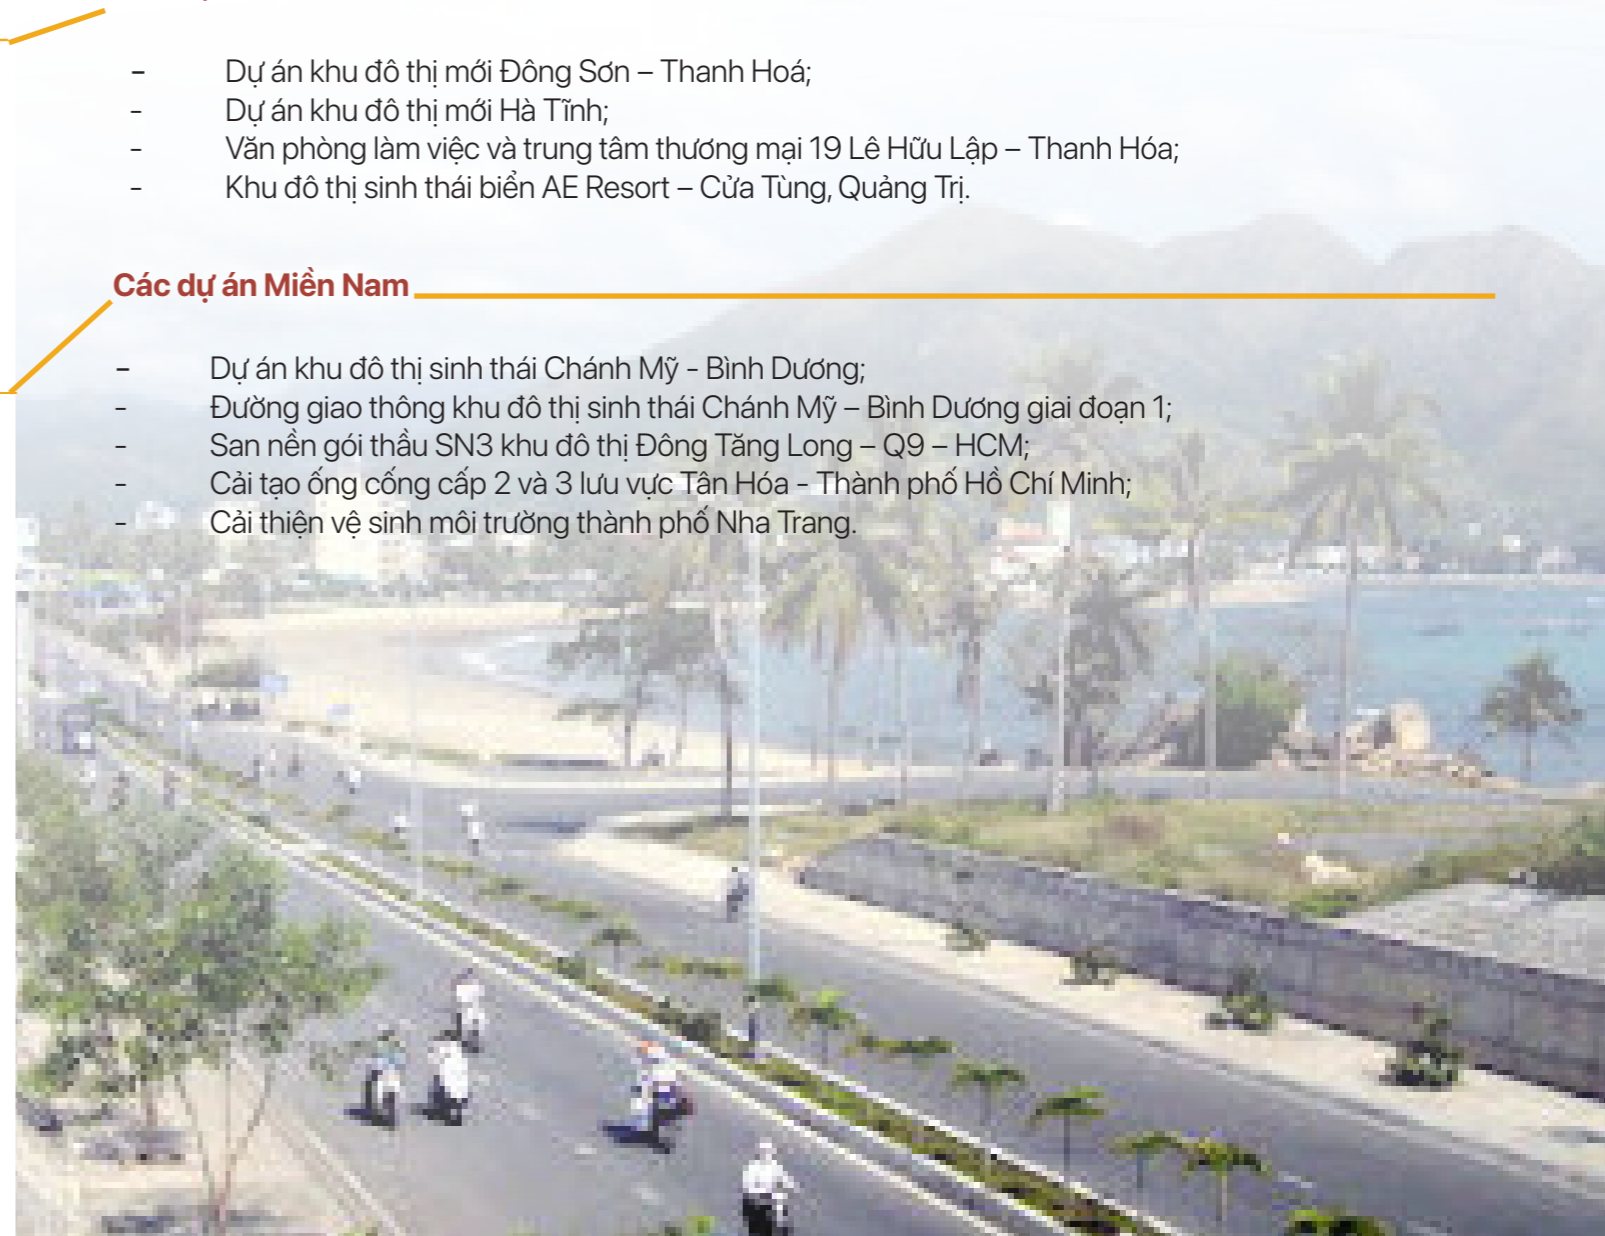 - Dự án khu đô thị mới Đông Sơn – Thanh Hoá;
- Dự án khu đô thị mới Hà Tĩnh;
- Văn phòng làm việc và trung tâm thương mại 19 Lê Hữu Lập – Thanh Hóa;
- Khu đô thị sinh thái biển AE Resort – Cửa Tùng, Quảng Trị.
Các dự án Miền Nam
- Dự án khu đô thị sinh thái Chánh Mỹ - Bình Dương;
- Đường giao thông khu đô thị sinh thái Chánh Mỹ – Bình Dương giai đoạn 1;
- San nền gói thầu SN3 khu đô thị Đông Tăng Long – Q9 – HCM;
- Cải tạo ống cống cấp 2 và 3 lưu vực Tân Hóa - Thành phố Hồ Chí Minh;
- Cải thiện vệ sinh môi trường thành phố Nha Trang.